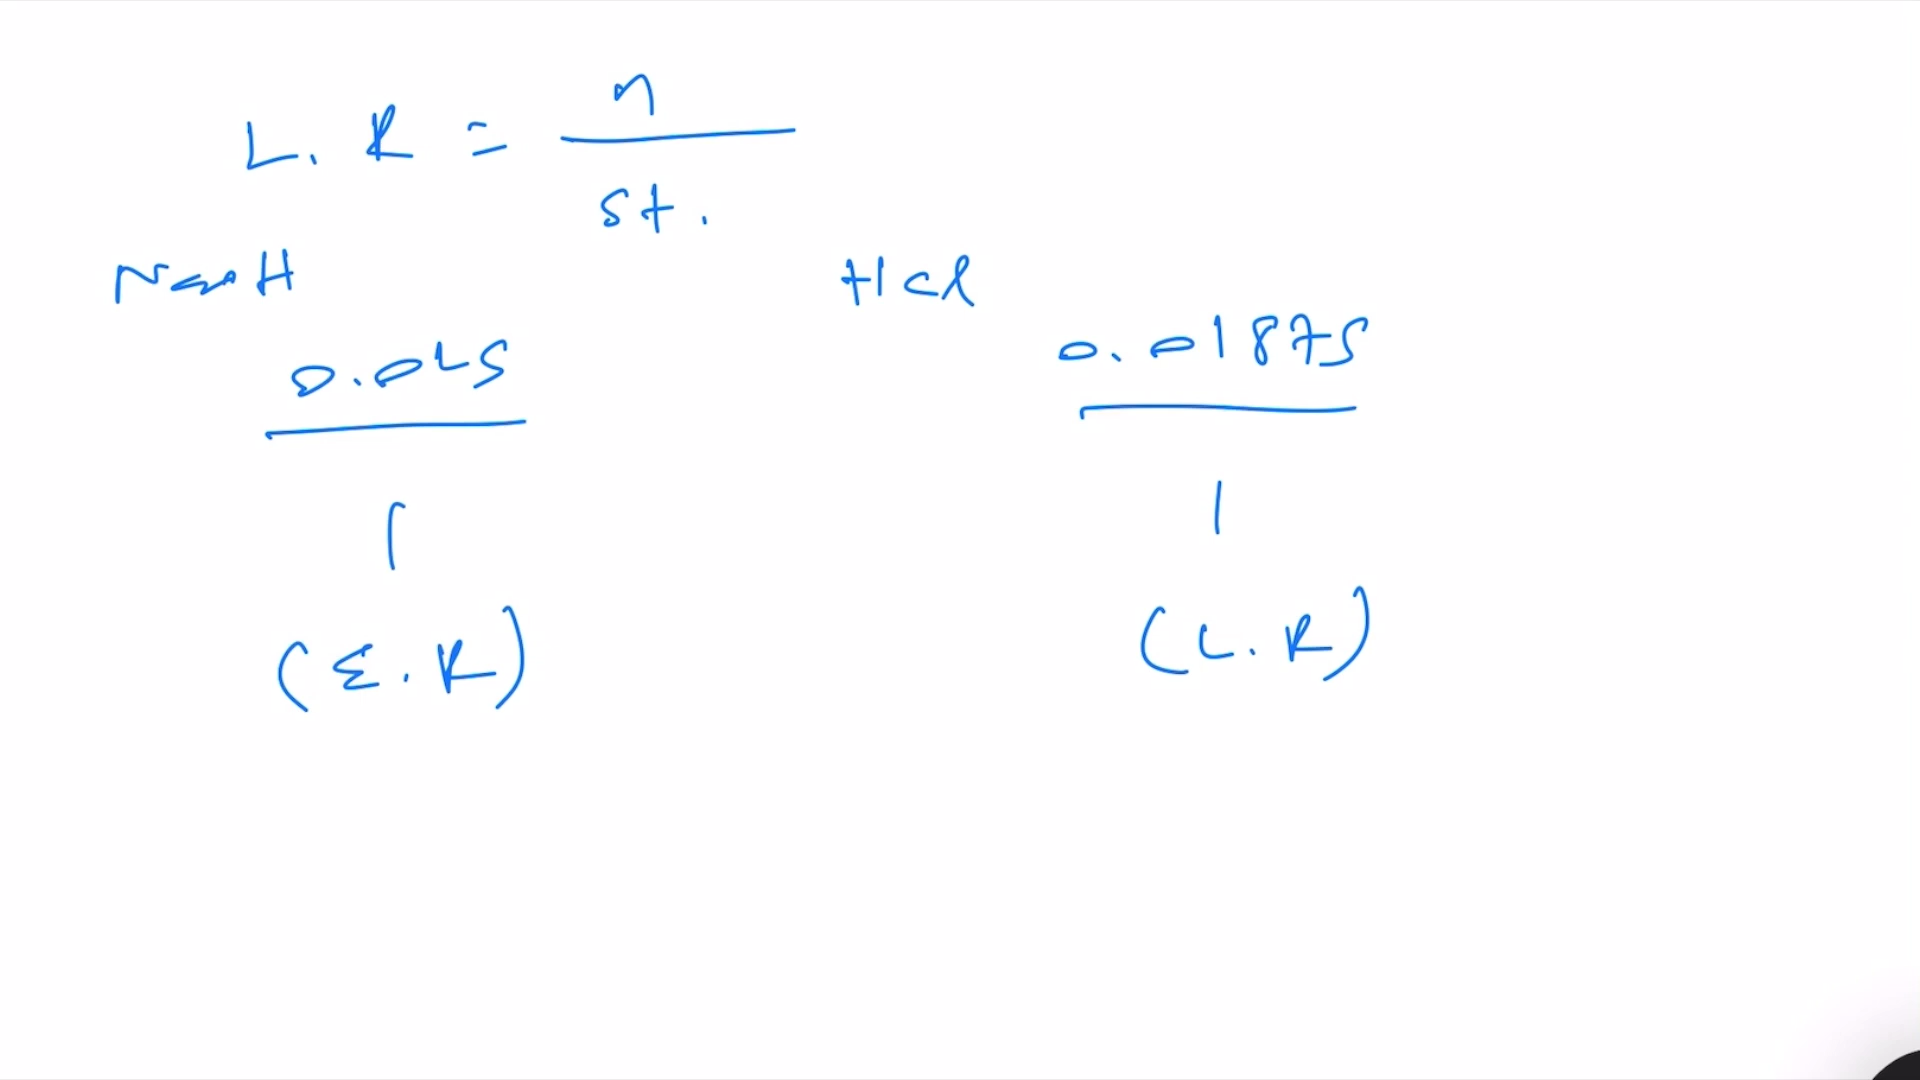 L. R = n
st.
NaOH HCl
0.025 0.01875
1 1
(E.R) (L.R)